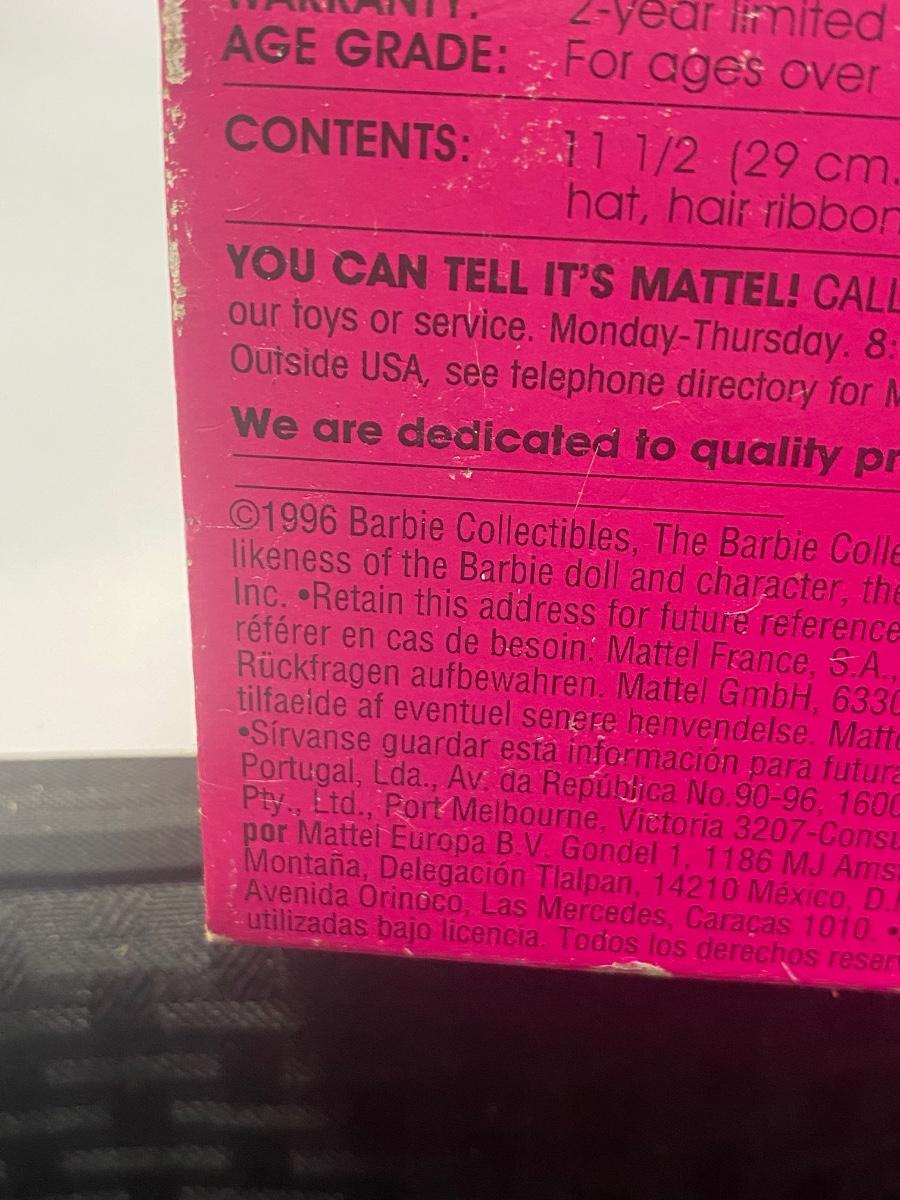 WARRANTY: 2-year limited
AGE GRADE: For ages over
CONTENTS: 11 1/2 (29 cm.
hat, hair ribbon
YOU CAN TELL IT'S MATTEL! CALL
our toys or service. Monday-Thursday. 8:
Outside USA, see telephone directory for M
We are dedicated to quality pr
©1996 Barbie Collectibles, The Barbie Colle
likeness of the Barbie doll and character, the
Inc. •Retain this address for future reference
référer en cas de besoin: Mattel France, S.A.,
Rückfragen aufbewahren. Mattel GmbH, 6330
tilfaelde af eventuel senere henvendelse. Matte
•Sírvanse guardar esta información para futura
Portugal, Lda., Av. da República No.90-96, 1600
Pty., Ltd., Port Melbourne, Victoria 3207-Consu
por Mattel Europa B.V. Gondel 1, 1186 MJ Ams
Montaña, Delegación Tlalpan, 14210 México, D.F
Avenida Orinoco, Las Mercedes, Caracas 1010. •
utilizadas bajo licencia. Todos los derechos reserv